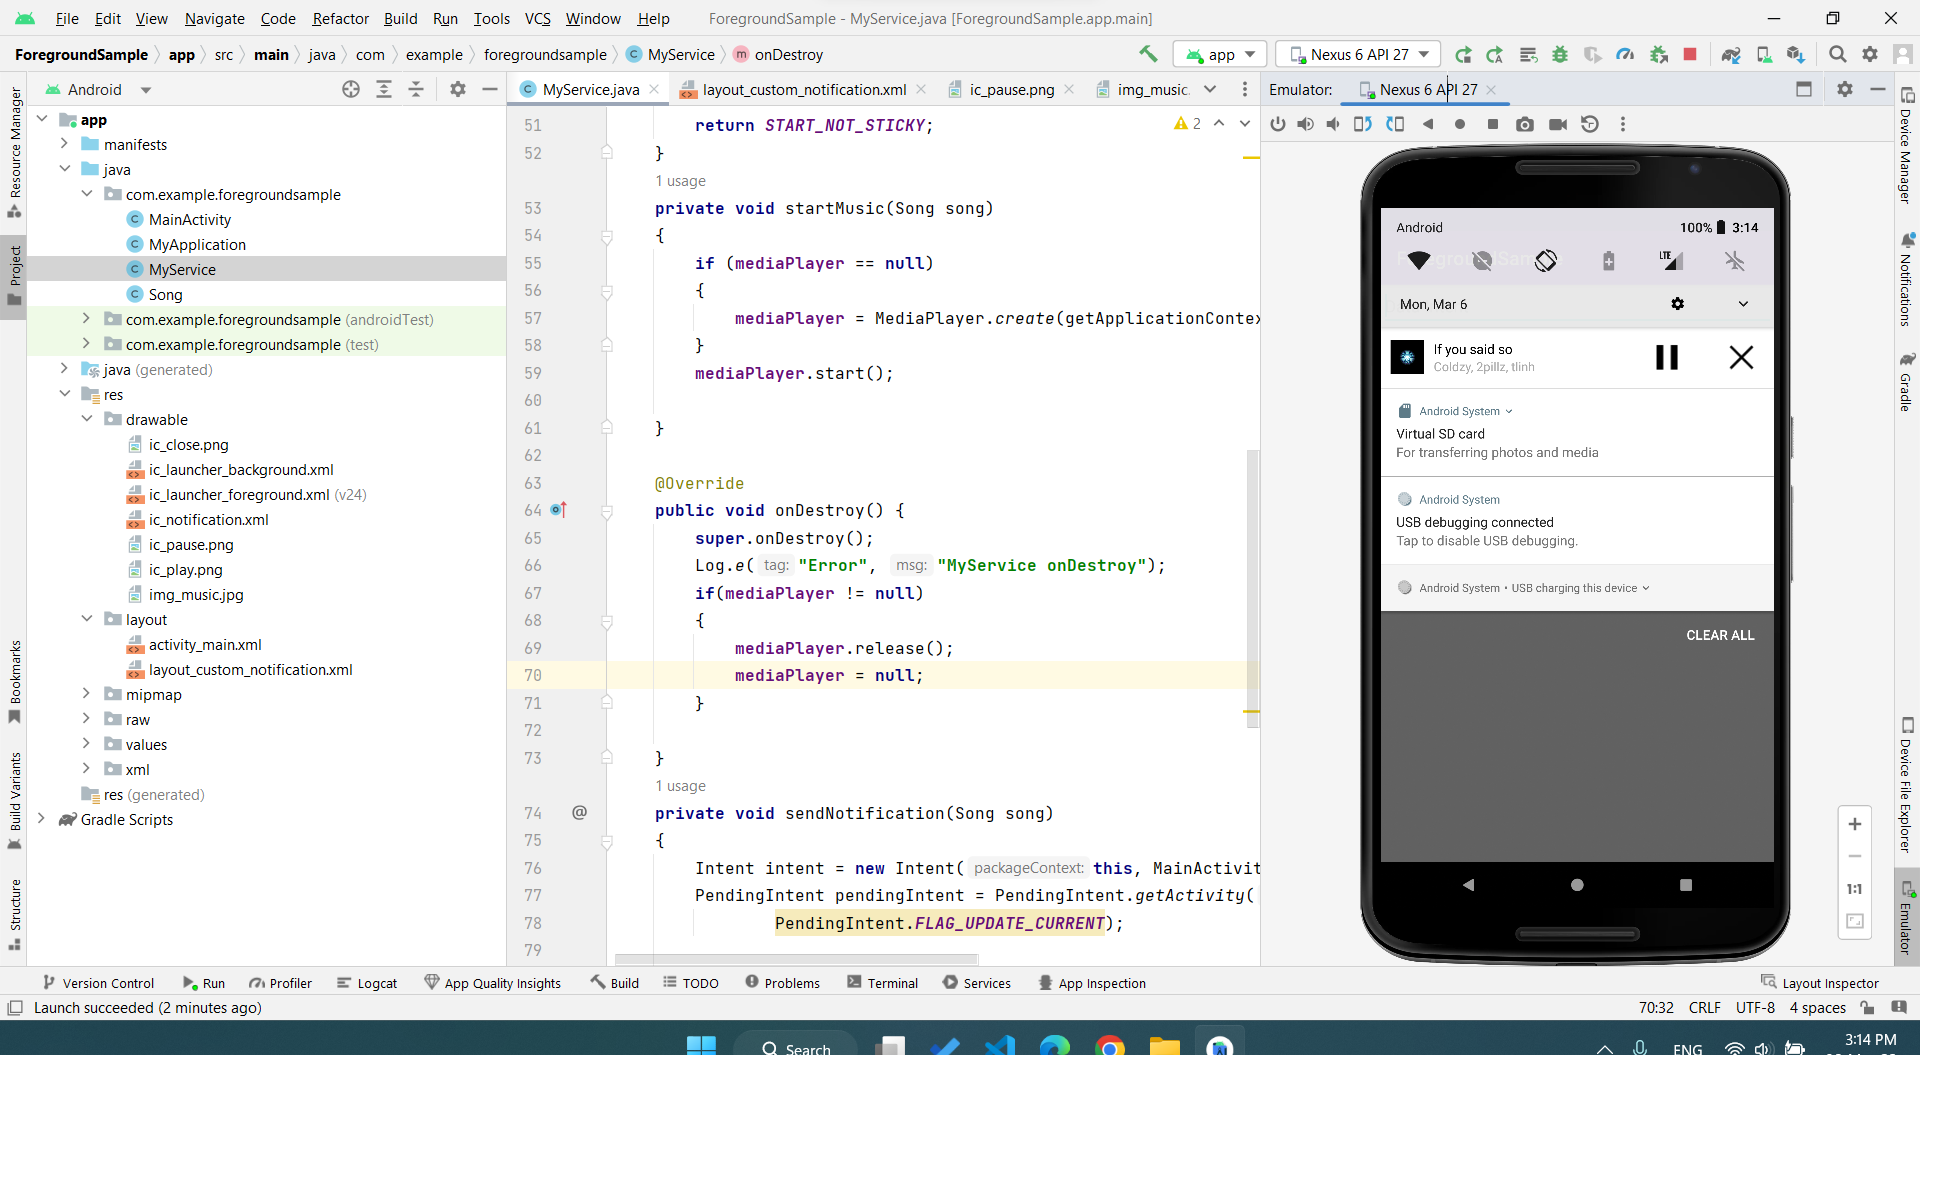 File Edit View Navigate Code Refactor Build Run Tools VCS Window Help ForegroundSample - MyService.java [ForegroundSample.app.main]
ForegroundSample app src main java com example foregroundsample MyService onDestroy app Nexus 6 API 27
Android
MyService.java layout_custom_notification.xml ic_pause.png img_music.
Emulator: Nexus 6 API 27
Resource Manager
Project
Bookmarks
Build Variants
Structure
app
manifests
java
com.example.foregroundsample
MainActivity
MyApplication
MyService
Song
com.example.foregroundsample (androidTest)
com.example.foregroundsample (test)
java (generated)
res
drawable
ic_close.png
ic_launcher_background.xml
ic_launcher_foreground.xml (v24)
ic_notification.xml
ic_pause.png
ic_play.png
img_music.jpg
layout
activity_main.xml
layout_custom_notification.xml
mipmap
raw
values
xml
res (generated)
Gradle Scripts
2
51 return START_NOT_STICKY;
52 }
1 usage
53 private void startMusic(Song song)
54 {
55 if (mediaPlayer == null)
56 {
57 mediaPlayer = MediaPlayer.create(getApplicationContex
58 }
59 mediaPlayer.start();
60
61 }
62
63 @Override
64 public void onDestroy() {
65 super.onDestroy();
66 Log.e( tag: "Error", msg: "MyService onDestroy");
67 if(mediaPlayer != null)
68 {
69 mediaPlayer.release();
70 mediaPlayer = null;
71 }
72
73 }
1 usage
74 @ private void sendNotification(Song song)
75 {
76 Intent intent = new Intent( packageContext: this, MainActivit
77 PendingIntent pendingIntent = PendingIntent.getActivity(
78 PendingIntent.FLAG_UPDATE_CURRENT);
79
Android 100% 3:14
ForegroundSample
LTE
Mon, Mar 6
If you said so
Coldzy, 2pillz, tlinh
Android System
Virtual SD card
For transferring photos and media
Android System
USB debugging connected
Tap to disable USB debugging.
Android System • USB charging this device
CLEAR ALL
1:1
Device Manager
Notifications
Gradle
Device File Explorer
Emulator
Version Control Run Profiler Logcat App Quality Insights Build TODO Problems Terminal Services App Inspection Layout Inspector
Launch succeeded (2 minutes ago) 70:32 CRLF UTF-8 4 spaces
Search ENG 3:14 PM